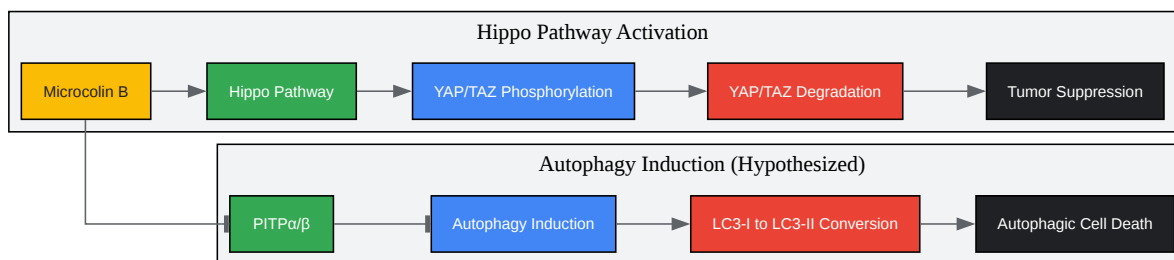 Hippo Pathway Activation
Microcolin B
Hippo Pathway
YAP/TAZ Phosphorylation
YAP/TAZ Degradation
Tumor Suppression
Autophagy Induction (Hypothesized)
PITPα/β
Autophagy Induction
LC3-I to LC3-II Conversion
Autophagic Cell Death